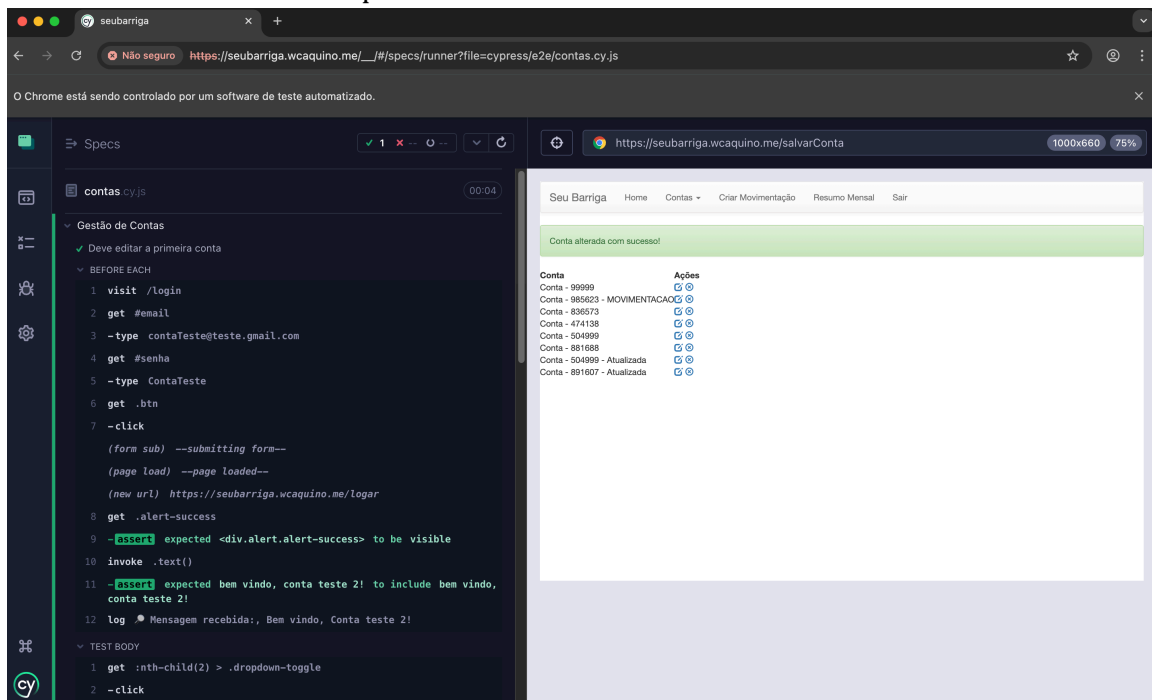 seubarriga
Não seguro https://seubarriga.wcaquino.me/__/#/specs/runner?file=cypress/e2e/contas.cy.js
O Chrome está sendo controlado por um software de teste automatizado.
Specs
1 -- --
https://seubarriga.wcaquino.me/salvarConta 1000x660 75%
contas.cy.js 00:04
Gestão de Contas
Deve editar a primeira conta
BEFORE EACH
1 visit /login
2 get #email
3 -type contaTeste@teste.gmail.com
4 get #senha
5 -type ContaTeste
6 get .btn
7 -click
(form sub) --submitting form--
(page load) --page loaded--
(new url) https://seubarriga.wcaquino.me/logar
8 get .alert-success
9 -assert expected <div.alert.alert-success> to be visible
10 invoke .text()
11 -assert expected bem vindo, conta teste 2! to include bem vindo,
conta teste 2!
12 log 🔎 Mensagem recebida:, Bem vindo, Conta teste 2!
TEST BODY
1 get :nth-child(2) > .dropdown-toggle
2 -click
cy
Seu Barriga Home Contas Criar Movimentação Resumo Mensal Sair
Conta alterada com sucesso!
Conta Ações
Conta - 99999
Conta - 985623 - MOVIMENTACAO
Conta - 836573
Conta - 474138
Conta - 504999
Conta - 881688
Conta - 504999 - Atualizada
Conta - 891607 - Atualizada